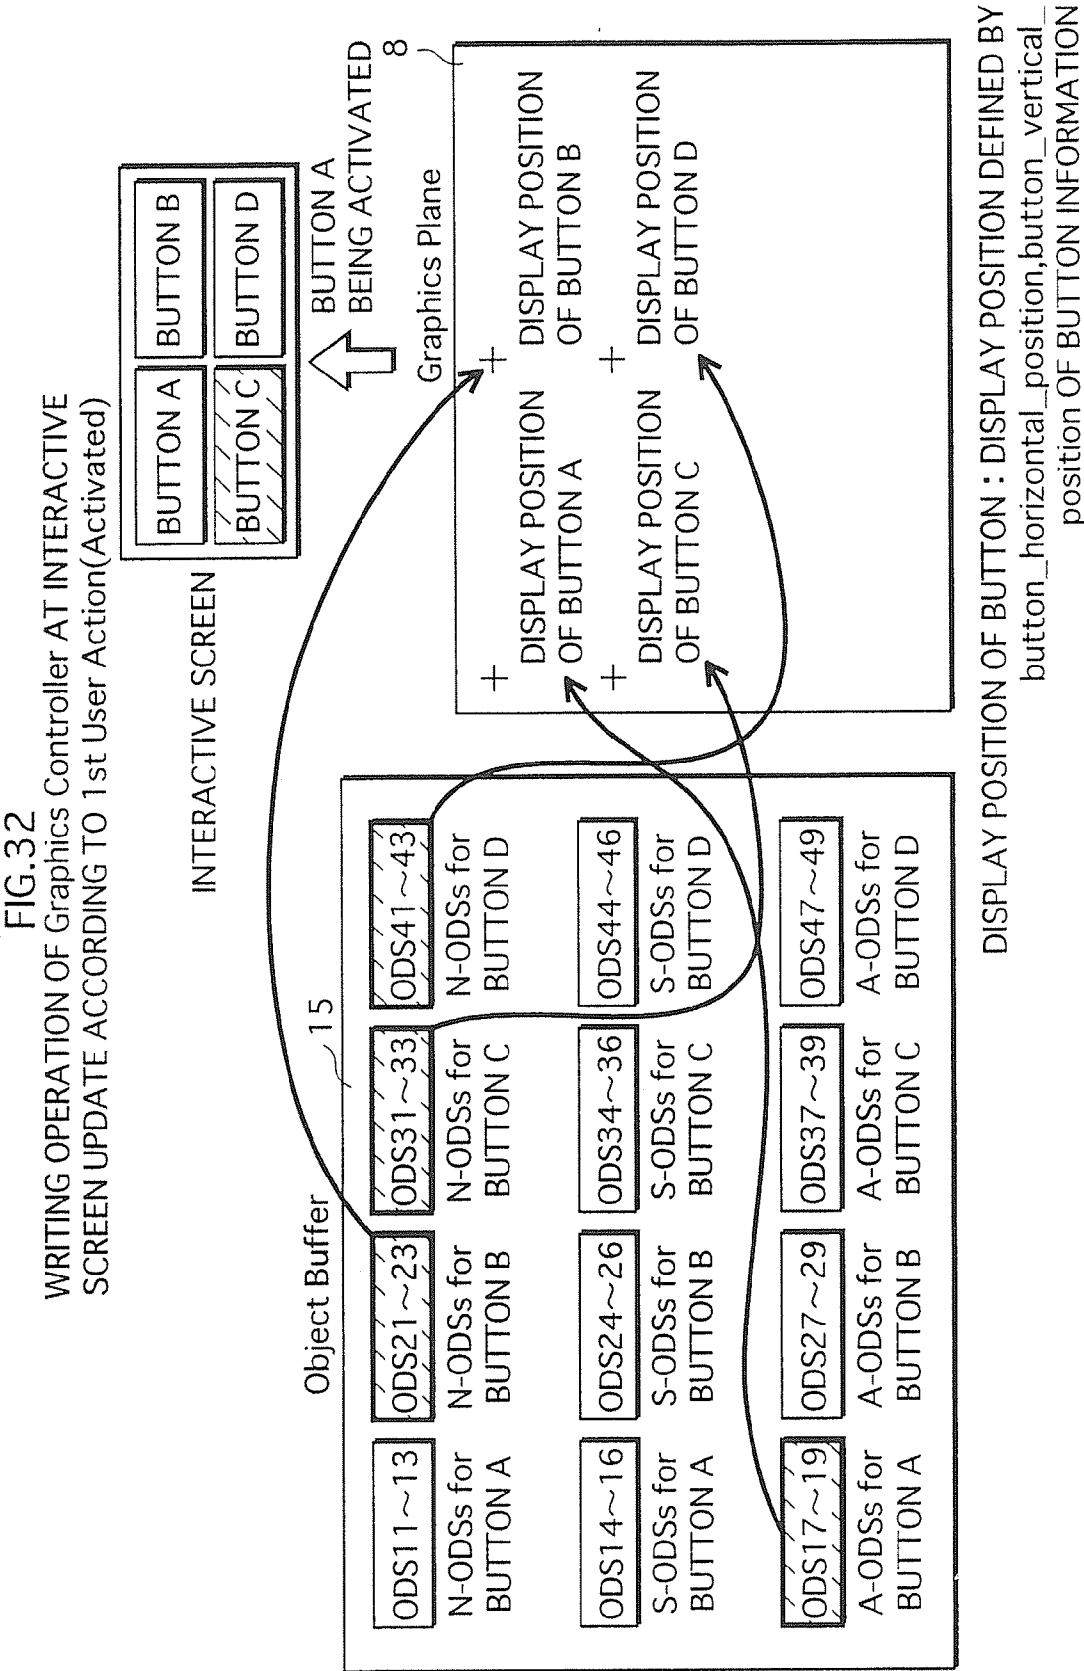 FIG.32
WRITING OPERATION OF Graphics Controller AT INTERACTIVE
SCREEN UPDATE ACCORDING TO 1st User Action(Activated)
INTERACTIVE SCREEN
BUTTON A
BUTTON B
BUTTON C
BUTTON D
BUTTON A
BEING ACTIVATED
Object Buffer
15
Graphics Plane
8
ODS11~13
N-ODSs for
BUTTON A
ODS21~23
N-ODSs for
BUTTON B
ODS31~33
N-ODSs for
BUTTON C
ODS41~43
N-ODSs for
BUTTON D
ODS14~16
S-ODSs for
BUTTON A
ODS24~26
S-ODSs for
BUTTON B
ODS34~36
S-ODSs for
BUTTON C
ODS44~46
S-ODSs for
BUTTON D
ODS17~19
A-ODSs for
BUTTON A
ODS27~29
A-ODSs for
BUTTON B
ODS37~39
A-ODSs for
BUTTON C
ODS47~49
A-ODSs for
BUTTON D
DISPLAY POSITION
OF BUTTON A
DISPLAY POSITION
OF BUTTON B
DISPLAY POSITION
OF BUTTON C
DISPLAY POSITION
OF BUTTON D
DISPLAY POSITION OF BUTTON : DISPLAY POSITION DEFINED BY
button_horizontal_position,button_vertical_
position OF BUTTON INFORMATION